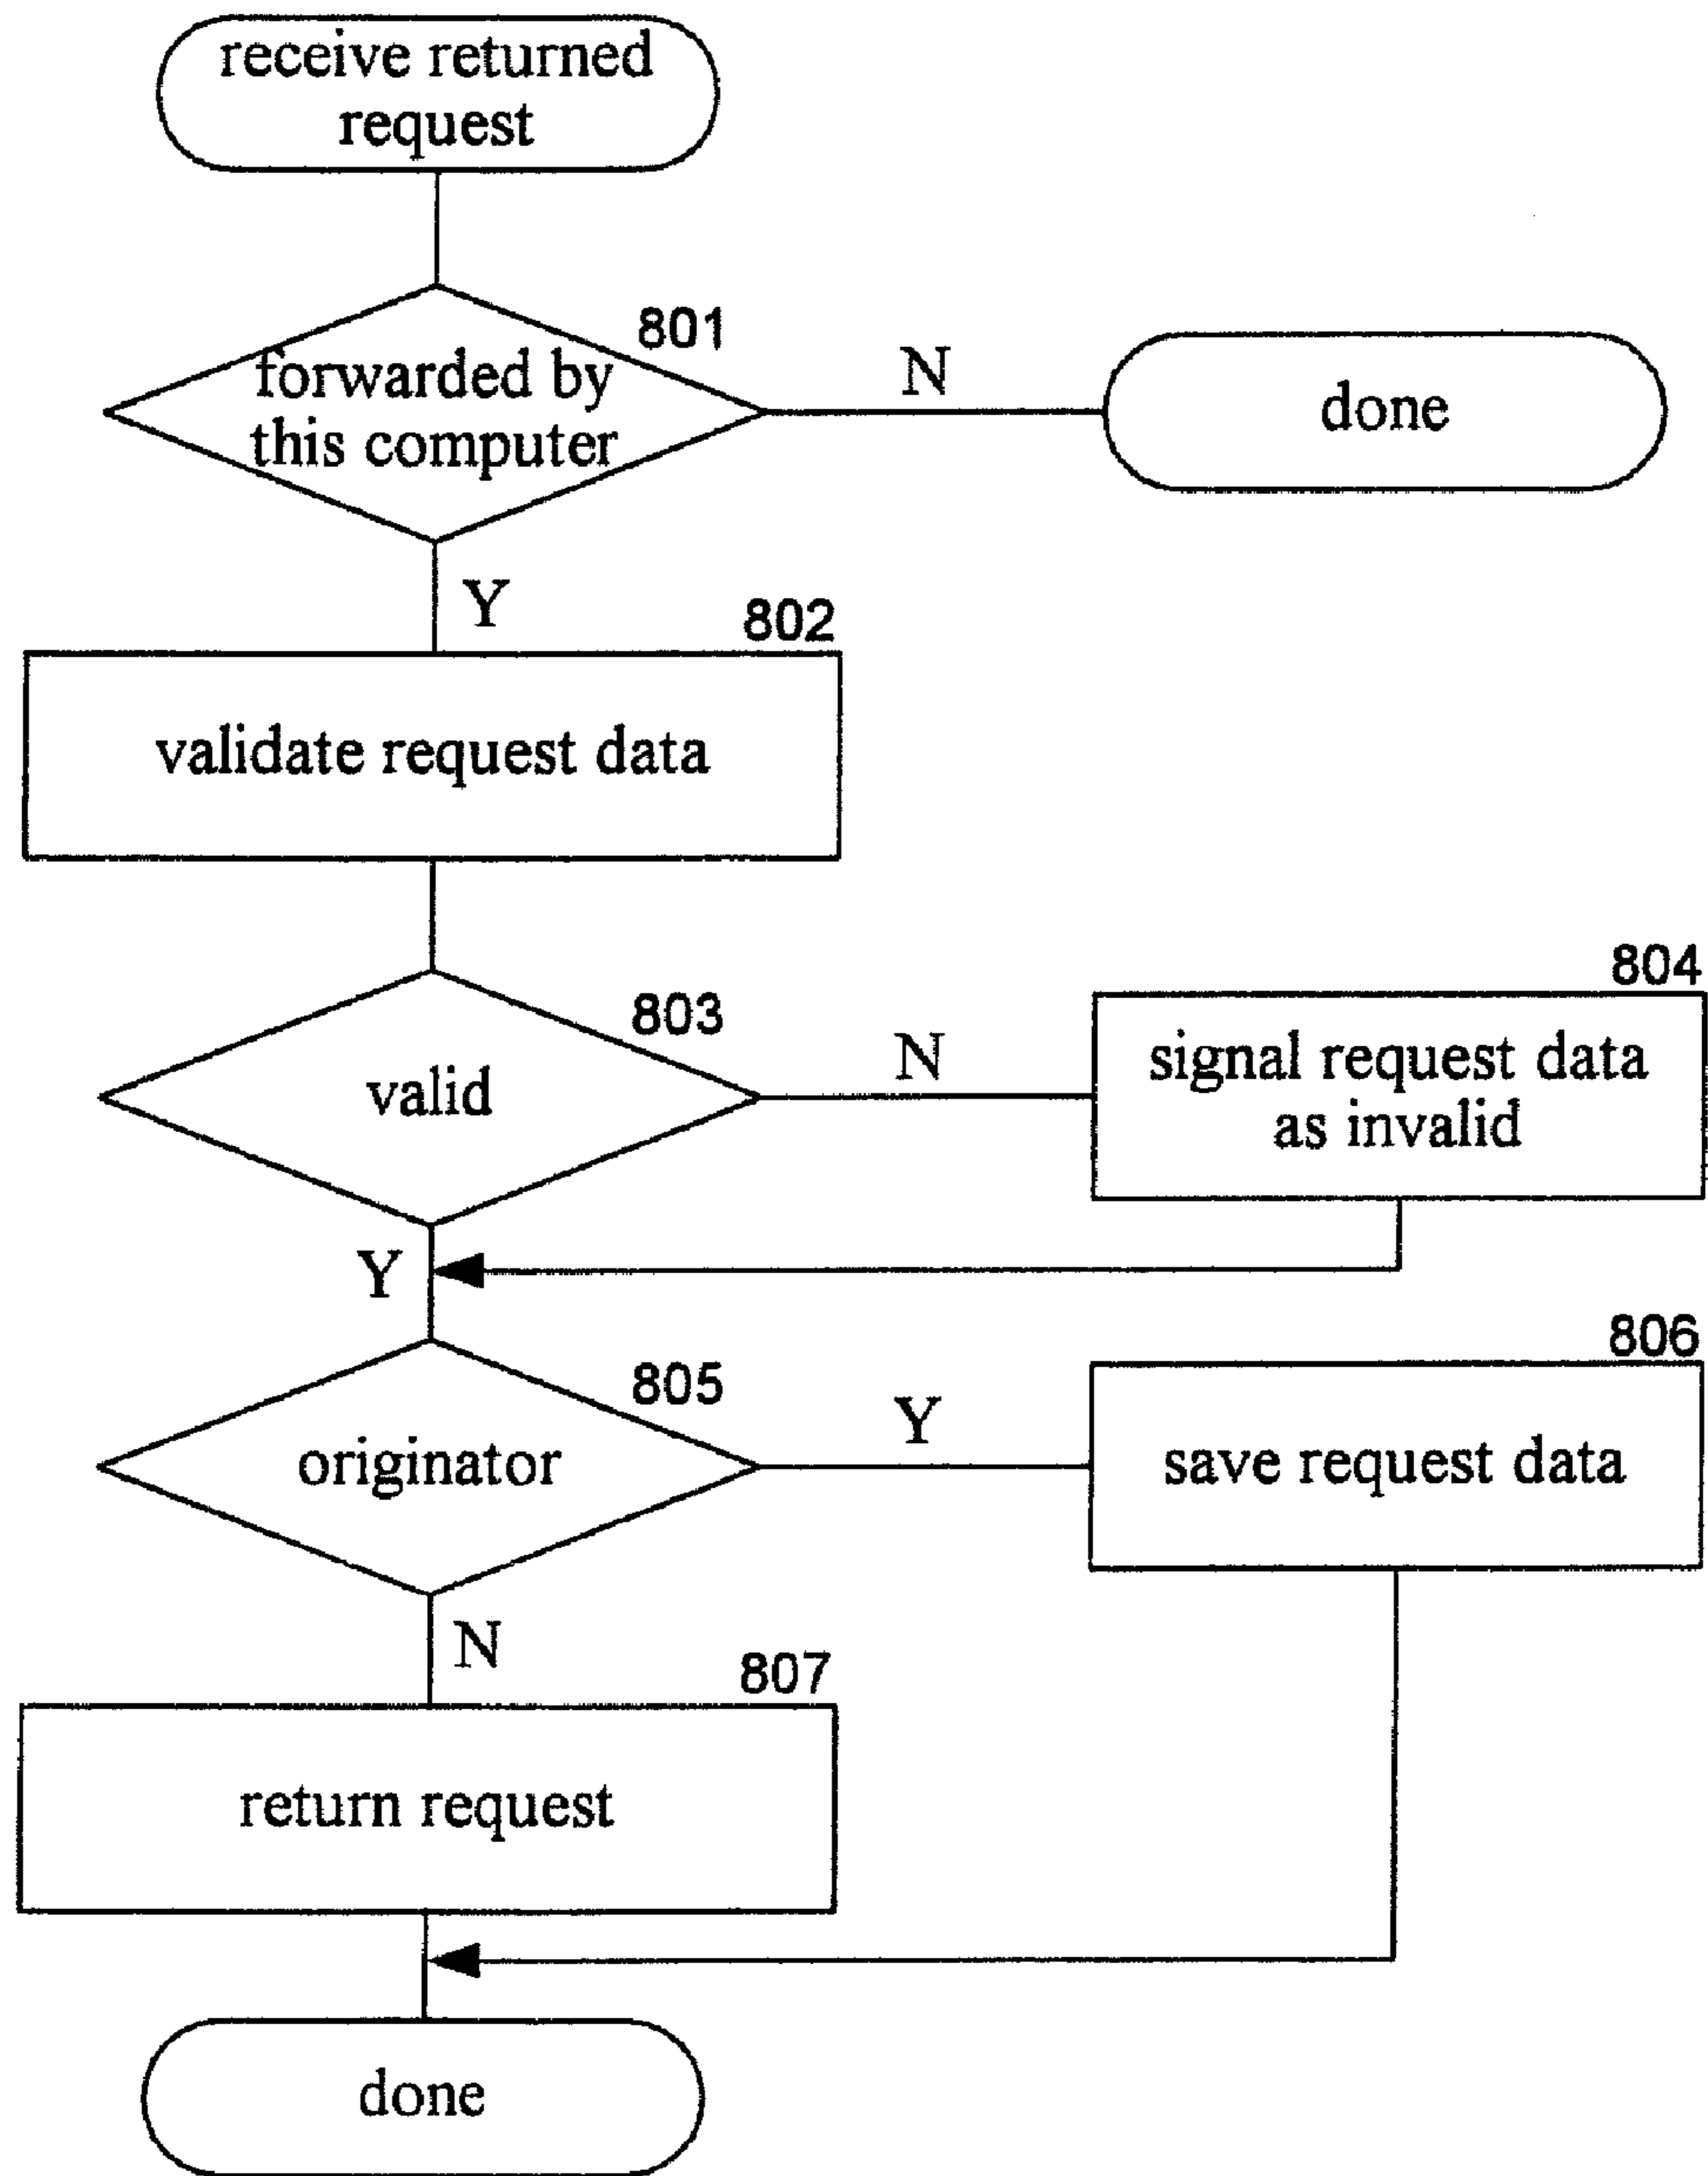 receive returned
request
801
forwarded by
this computer
N
done
Y
802
validate request data
803
valid
N
804
signal request data
as invalid
Y
805
originator
Y
806
save request data
N
807
return request
done